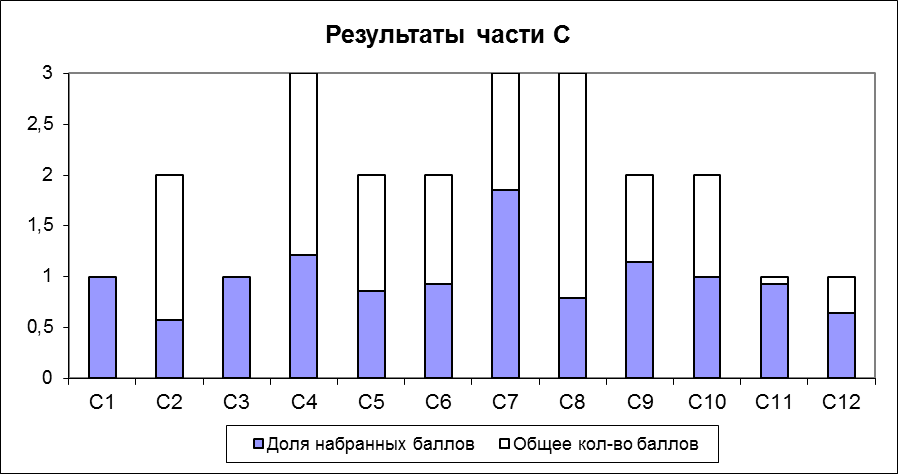 Результаты части С
3
2,5
2
1,5
1
0,5
0
С1 С2 С3 С4 С5 С6 С7 С8 С9 С10 С11 С12
Доля набранных баллов Общее кол-во баллов